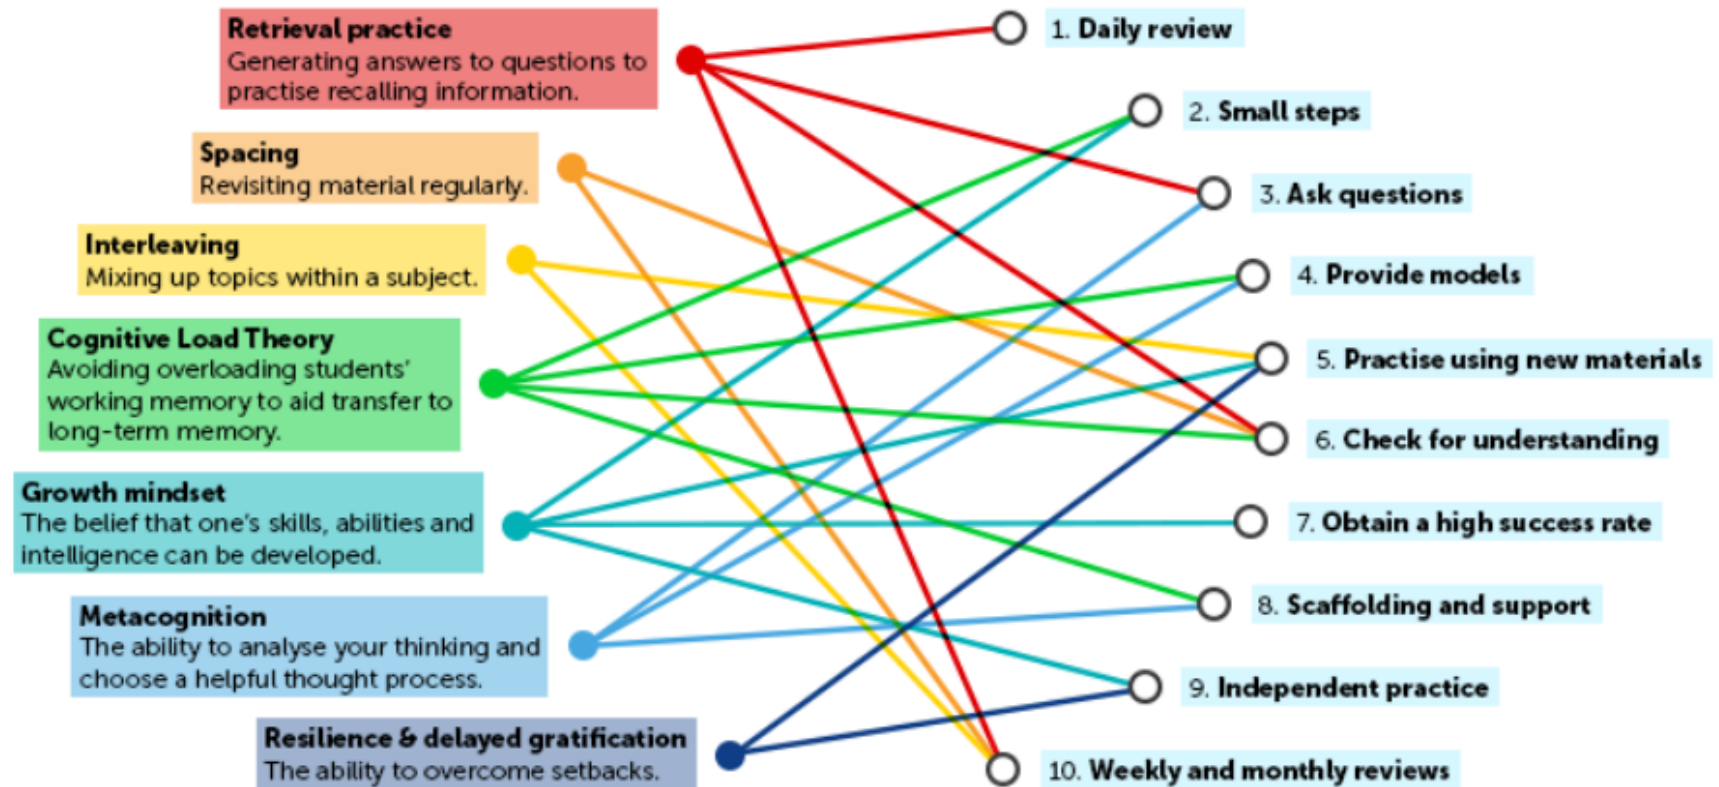 Retrieval practice
Generating answers to questions to
practise recalling information.
Spacing
Revisiting material regularly.
Interleaving
Mixing up topics within a subject.
Cognitive Load Theory
Avoiding overloading students’
working memory to aid transfer to
long-term memory.
Growth mindset
The belief that one’s skills, abilities and
intelligence can be developed.
Metacognition
The ability to analyse your thinking and
choose a helpful thought process.
Resilience & delayed gratification
The ability to overcome setbacks.
1. Daily review
2. Small steps
3. Ask questions
4. Provide models
5. Practise using new materials
6. Check for understanding
7. Obtain a high success rate
8. Scaffolding and support
9. Independent practice
10. Weekly and monthly reviews